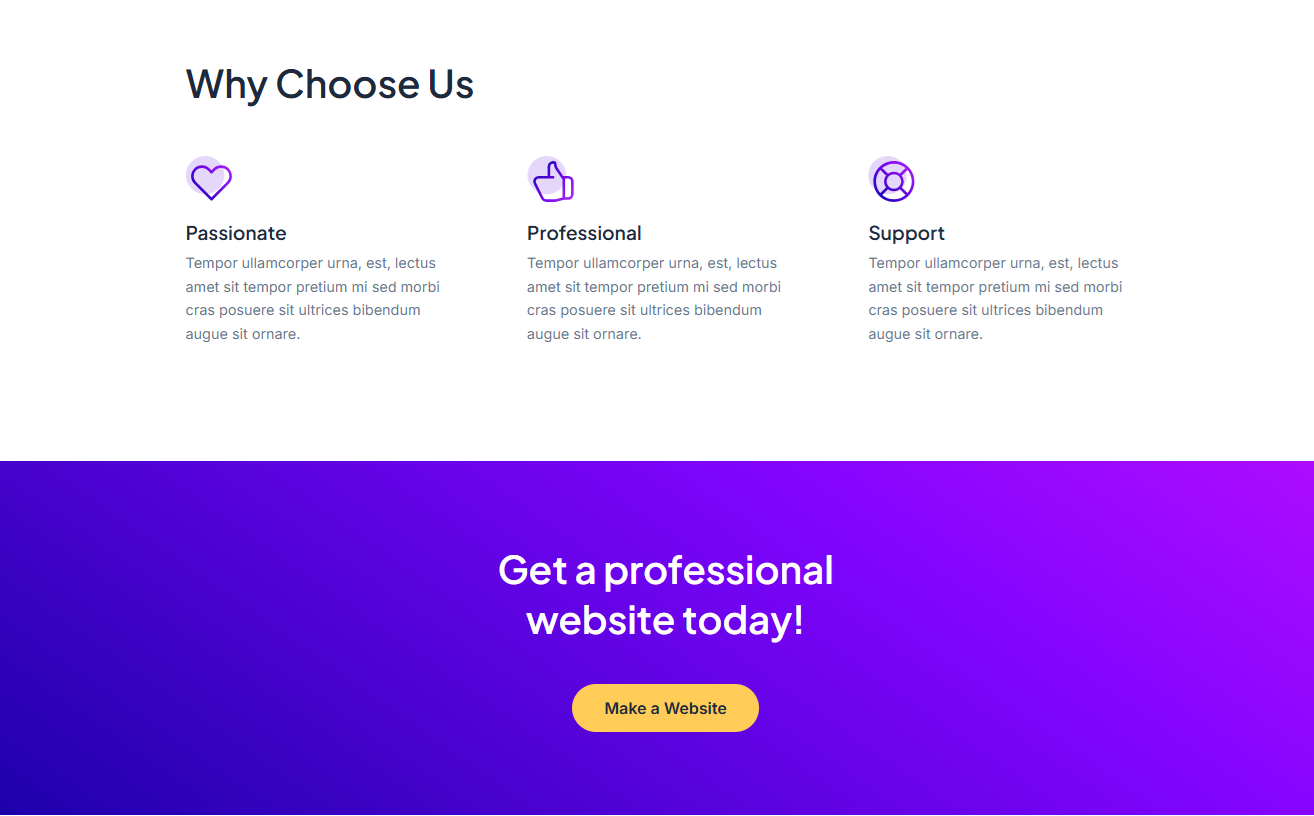 Why Choose Us
Passionate
Tempor ullamcorper urna, est, lectus
amet sit tempor pretium mi sed morbi
cras posuere sit ultrices bibendum
augue sit ornare.
Professional
Tempor ullamcorper urna, est, lectus
amet sit tempor pretium mi sed morbi
cras posuere sit ultrices bibendum
augue sit ornare.
Support
Tempor ullamcorper urna, est, lectus
amet sit tempor pretium mi sed morbi
cras posuere sit ultrices bibendum
augue sit ornare.
Get a professional
website today!
Make a Website